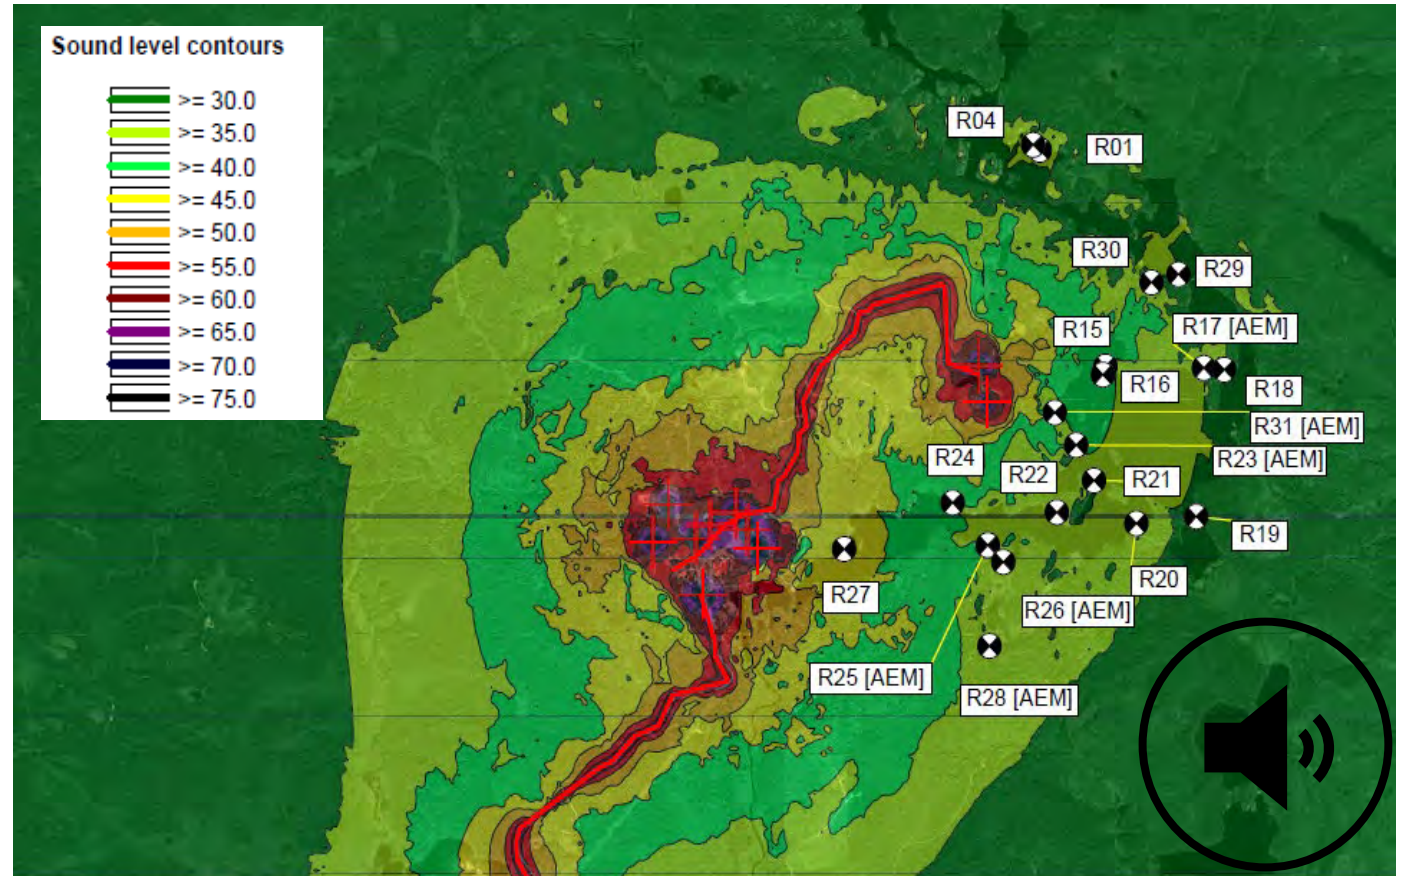 Sound level contours
>= 30.0
>= 35.0
>= 40.0
>= 45.0
>= 50.0
>= 55.0
>= 60.0
>= 65.0
>= 70.0
>= 75.0
R04
R01
R30
R29
R15
R17 [AEM]
R16
R18
R31 [AEM]
R24
R23 [AEM]
R22
R21
R19
R20
R27
R26 [AEM]
R25 [AEM]
R28 [AEM]